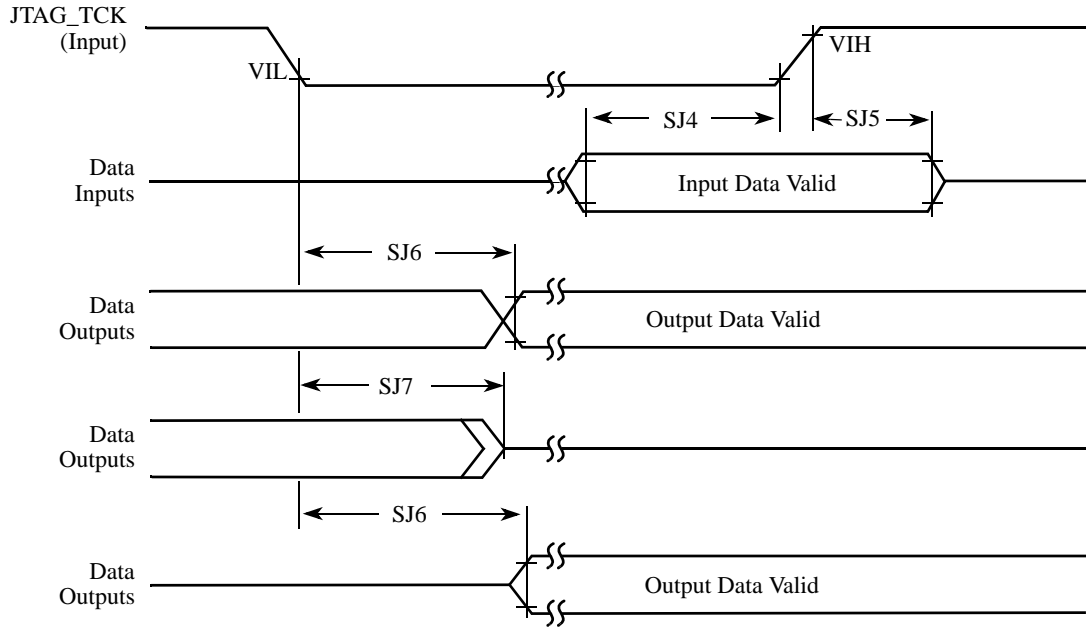 JTAG_TCK
(Input)
VIL
VIH
SJ4
SJ5
Data
Inputs
Input Data Valid
SJ6
Data
Outputs
Output Data Valid
SJ7
Data
Outputs
SJ6
Data
Outputs
Output Data Valid